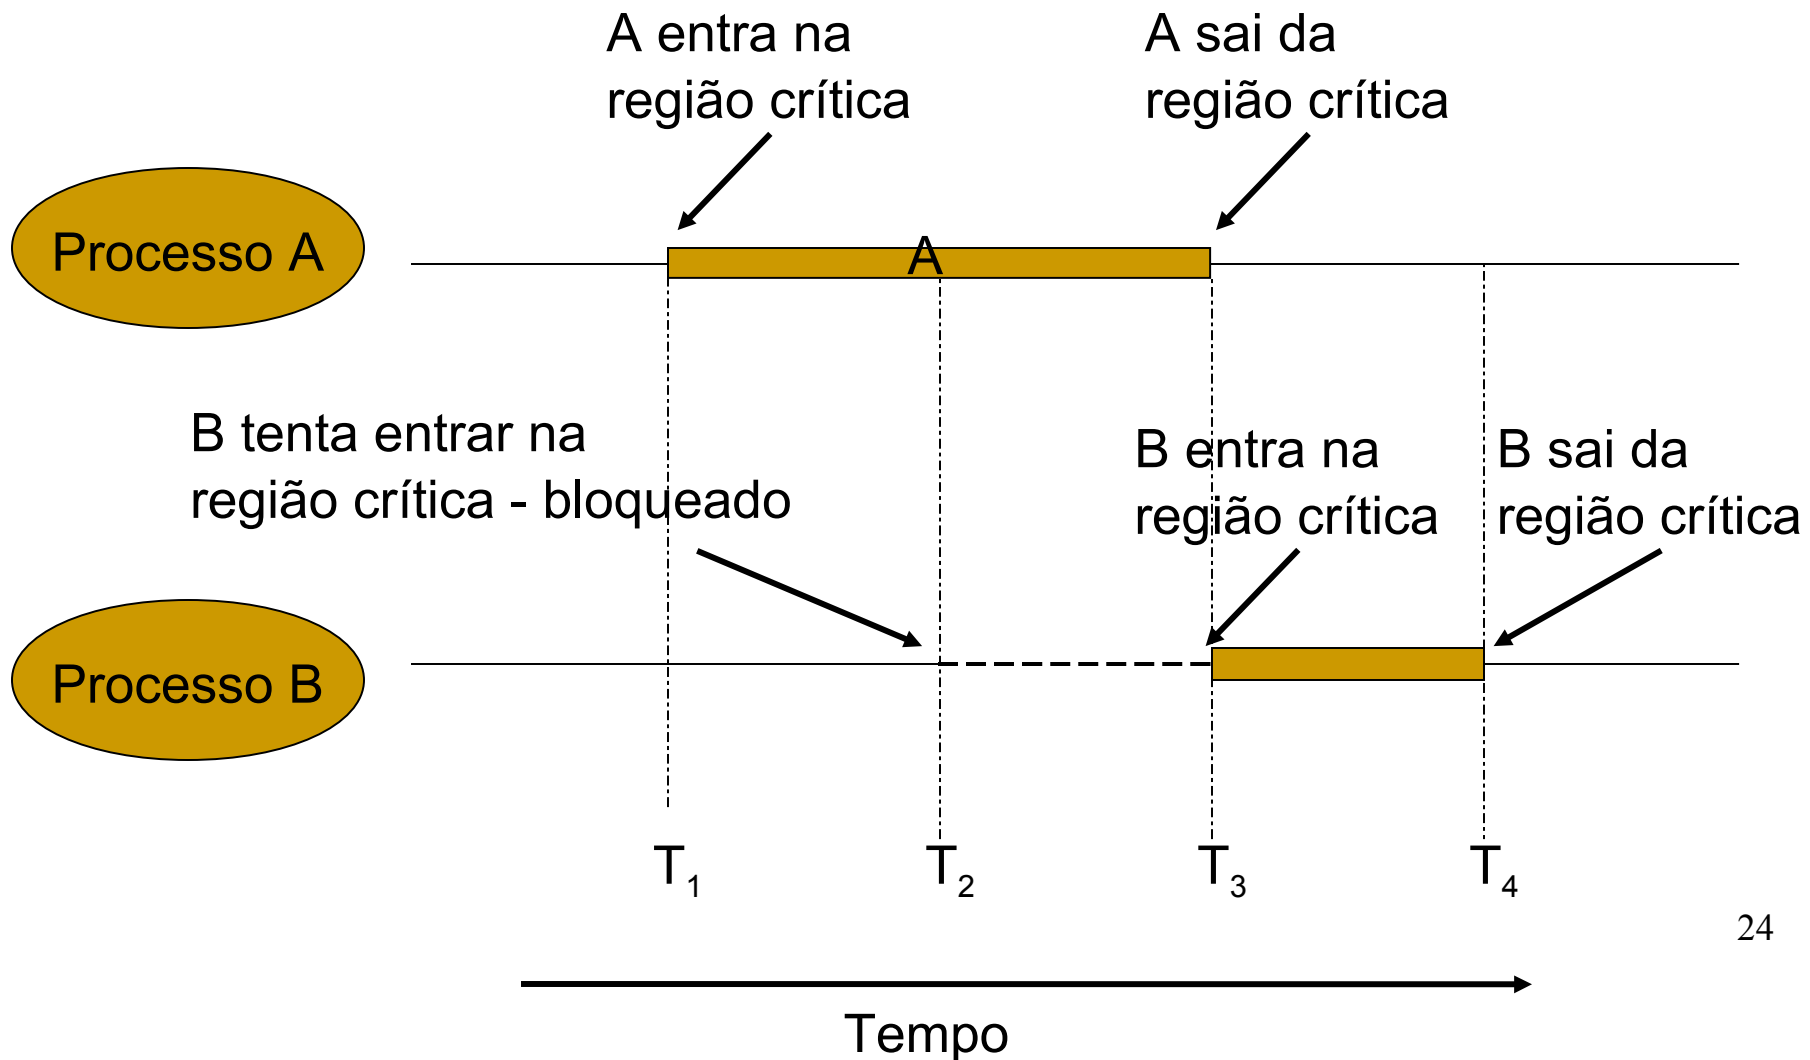 A entra na
região crítica
A sai da
região crítica
Processo A
A
B tenta entrar na
região crítica - bloqueado
B entra na
região crítica
B sai da
região crítica
Processo B
T1
T2
T3
T4
24
Tempo